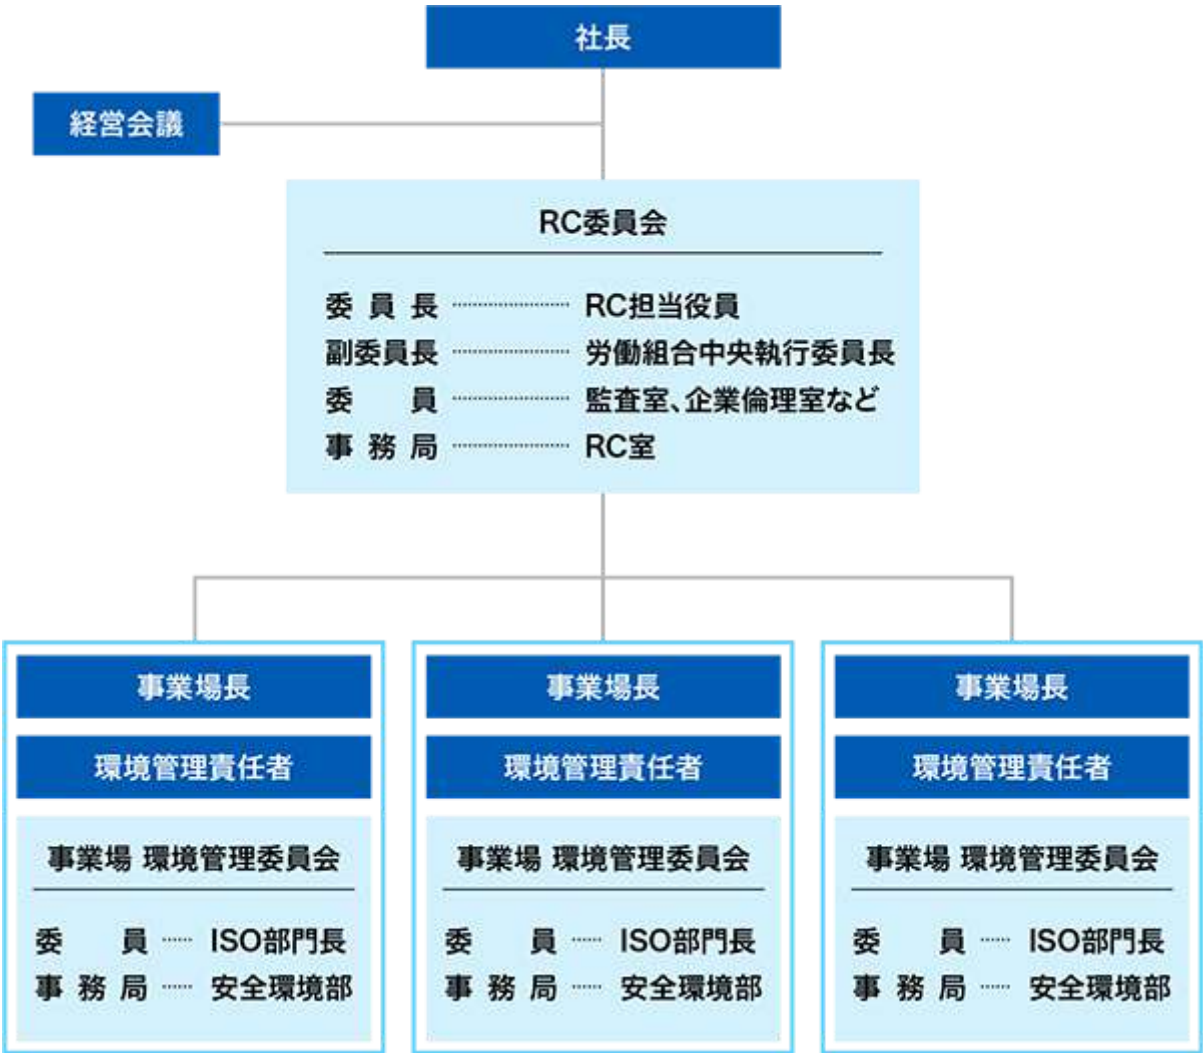 社長
経営会議
RC委員会
委員長 ………………… RC担当役員
副委員長 ………………… 労働組合中央執行委員長
委員 ………………… 監査室、企業倫理室など
事務局 ………………… RC室
事業場長
環境管理責任者
事業場 環境管理委員会
委員 …… ISO部門長
事務局 …… 安全環境部
事業場長
環境管理責任者
事業場 環境管理委員会
委員 …… ISO部門長
事務局 …… 安全環境部
事業場長
環境管理責任者
事業場 環境管理委員会
委員 …… ISO部門長
事務局 …… 安全環境部